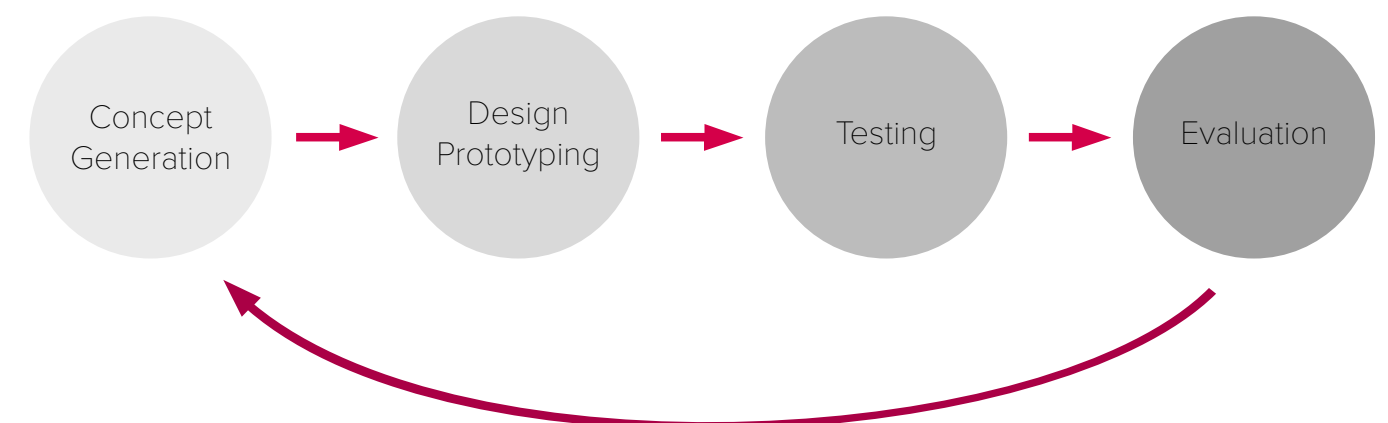 Concept
Generation
Design
Prototyping
Testing
Evaluation